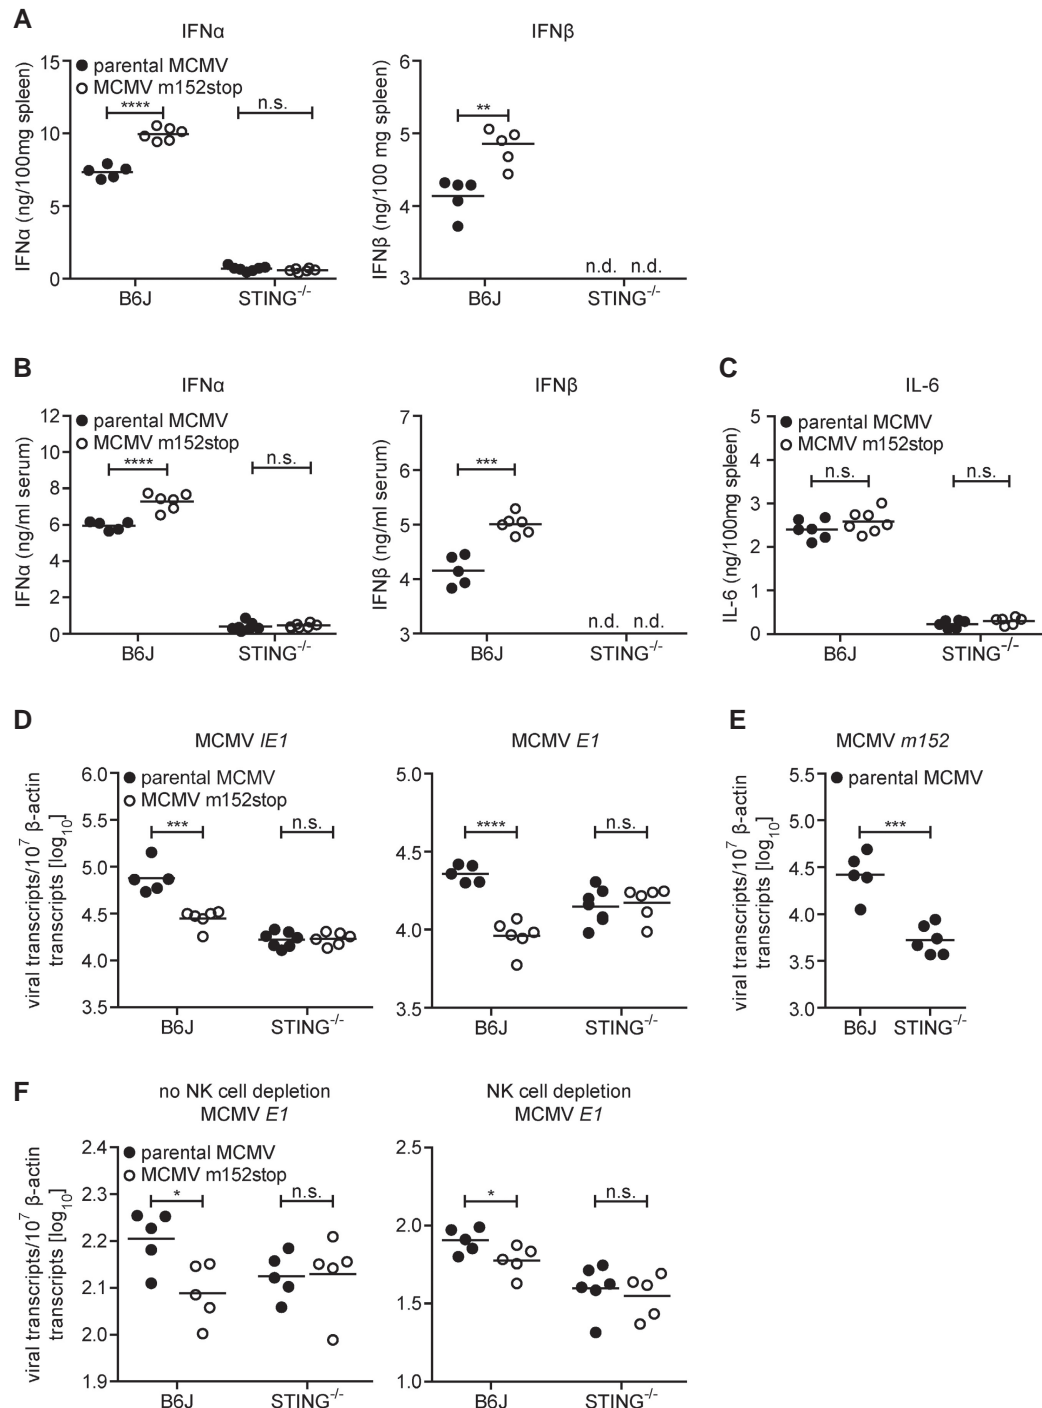 A
IFNα
IFNβ
IFNα (ng/100mg spleen)
15
10
5
0
parental MCMV
MCMV m152stop
****
n.s.
B6J
STING-/-
IFNβ (ng/100 mg spleen)
6
5
4
3
**
n.d. n.d.
B6J
STING-/-
B
IFNα
IFNβ
IFNα (ng/ml serum)
12
10
8
6
4
2
0
parental MCMV
MCMV m152stop
****
n.s.
B6J
STING-/-
IFNβ (ng/ml serum)
7
6
5
4
3
***
n.d. n.d.
B6J
STING-/-
C
IL-6
IL-6 (ng/100mg spleen)
5
4
3
2
1
0
parental MCMV
MCMV m152stop
n.s.
n.s.
B6J
STING-/-
D
MCMV IE1
viral transcripts/10^7 β-actin
transcripts [log10]
6.0
5.5
5.0
4.5
4.0
3.5
parental MCMV
MCMV m152stop
***
n.s.
B6J
STING-/-
MCMV E1
5.0
4.5
4.0
3.5
****
n.s.
B6J
STING-/-
E
MCMV m152
viral transcripts/10^7 β-actin
transcripts [log10]
5.5
5.0
4.5
4.0
3.5
3.0
parental MCMV
***
B6J
STING-/-
F
no NK cell depletion
MCMV E1
viral transcripts/10^7 β-actin
transcripts [log10]
2.4
2.3
2.2
2.1
2.0
1.9
parental MCMV
MCMV m152stop
*
n.s.
B6J
STING-/-
NK cell depletion
MCMV E1
2.5
2.0
1.5
1.0
*
n.s.
B6J
STING-/-